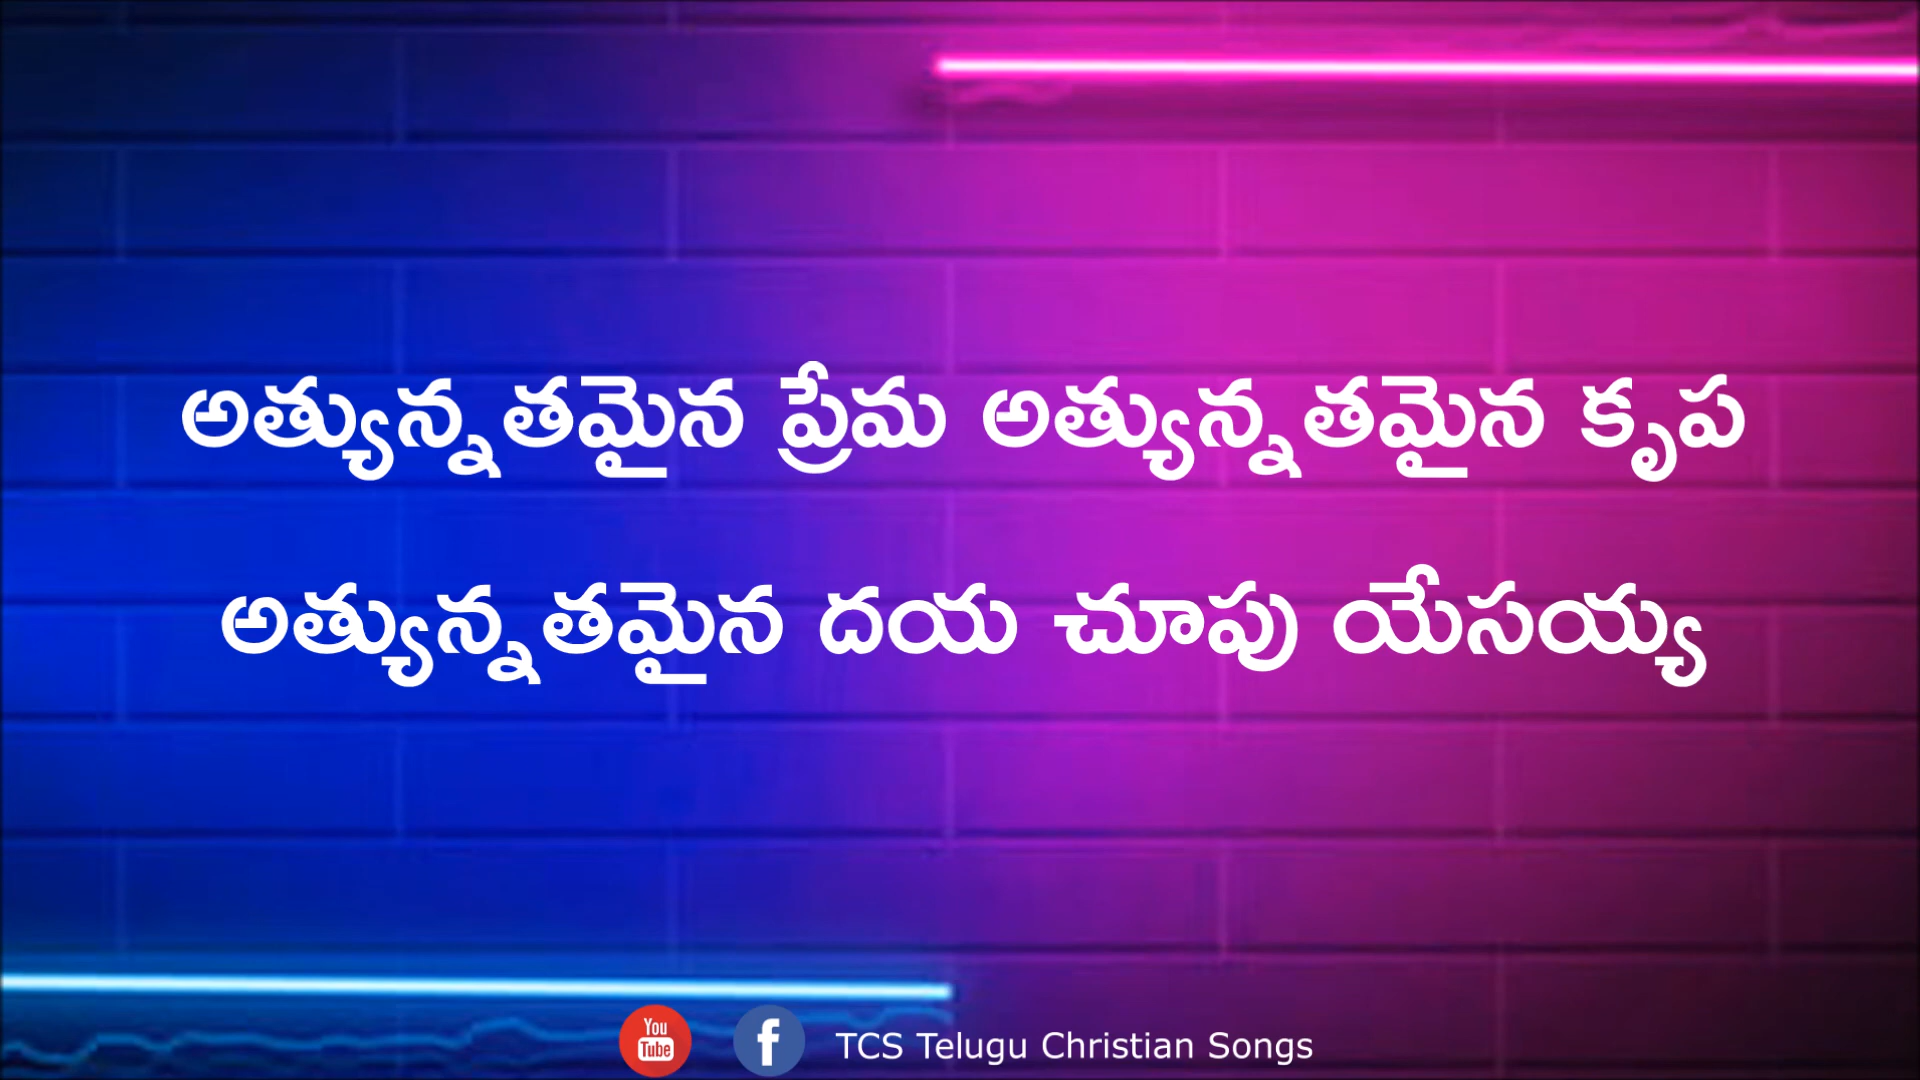 అత్యున్నతమైన ప్రేమ అత్యున్నతమైన కృప
అత్యున్నతమైన దయ చూపు యేసయ్య
You Tube f TCS Telugu Christian Songs